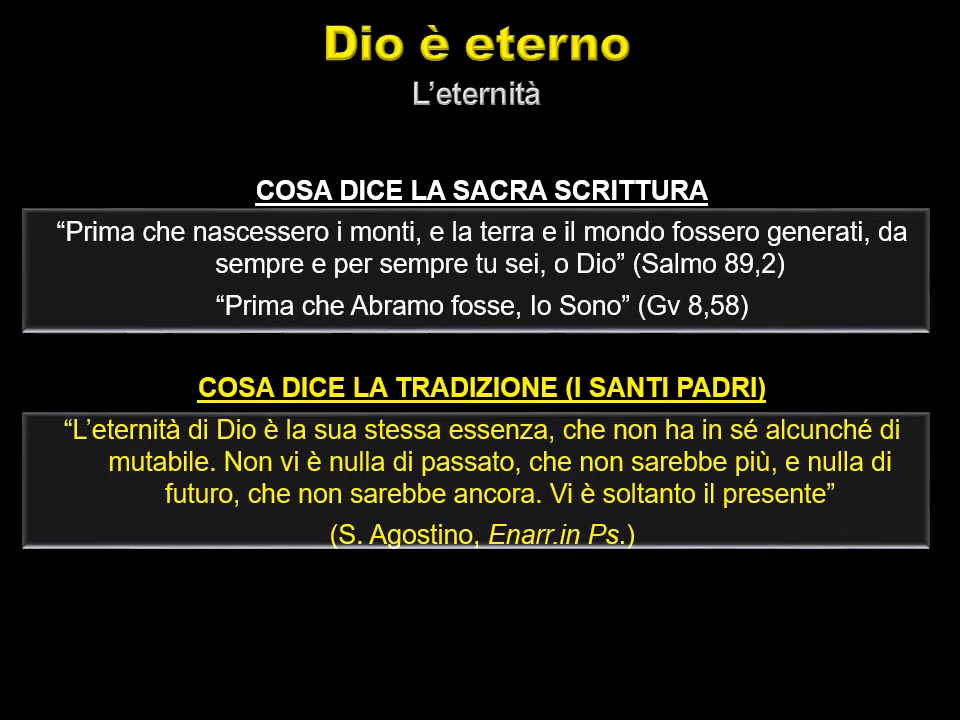 Dio è eterno
L’eternità
COSA DICE LA SACRA SCRITTURA
“Prima che nascessero i monti, e la terra e il mondo fossero generati, da
sempre e per sempre tu sei, o Dio” (Salmo 89,2)
“Prima che Abramo fosse, Io Sono” (Gv 8,58)
COSA DICE LA TRADIZIONE (I SANTI PADRI)
“L’eternità di Dio è la sua stessa essenza, che non ha in sé alcunché di
mutabile. Non vi è nulla di passato, che non sarebbe più, e nulla di
futuro, che non sarebbe ancora. Vi è soltanto il presente”
(S. Agostino, Enarr.in Ps.)